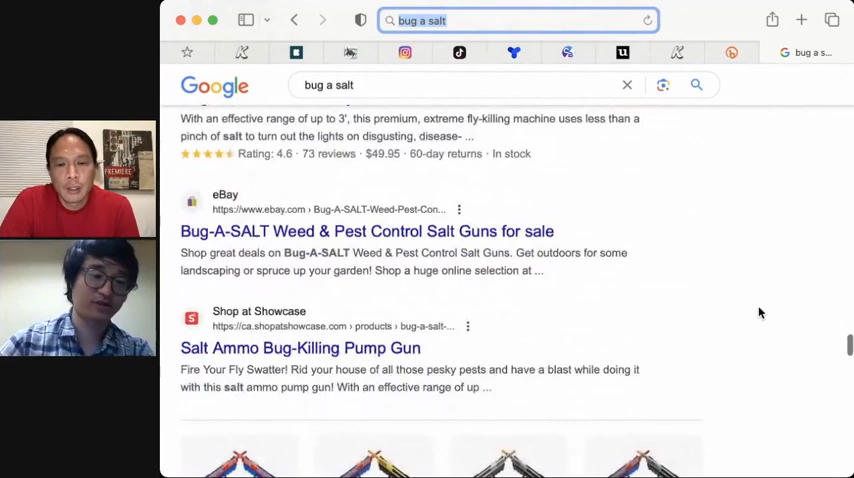 bug a salt
bug a s...
Google
bug a salt
With an effective range of up to 3', this premium, extreme fly-killing machine uses less than a
pinch of salt to turn out the lights on disgusting, disease- ...
Rating: 4.6 · 73 reviews · $49.95 · 60-day returns · In stock
eBay
https://www.ebay.com › Bug-A-SALT-Weed-Pest-Con...
Bug-A-SALT Weed & Pest Control Salt Guns for sale
Shop great deals on Bug-A-SALT Weed & Pest Control Salt Guns. Get outdoors for some
landscaping or spruce up your garden! Shop a huge online selection at ...
Shop at Showcase
https://ca.shopatshowcase.com › products › bug-a-salt-...
Salt Ammo Bug-Killing Pump Gun
Fire Your Fly Swatter! Rid your house of all those pesky pests and have a blast while doing it
with this salt ammo pump gun! With an effective range of up ...
PREMIERE